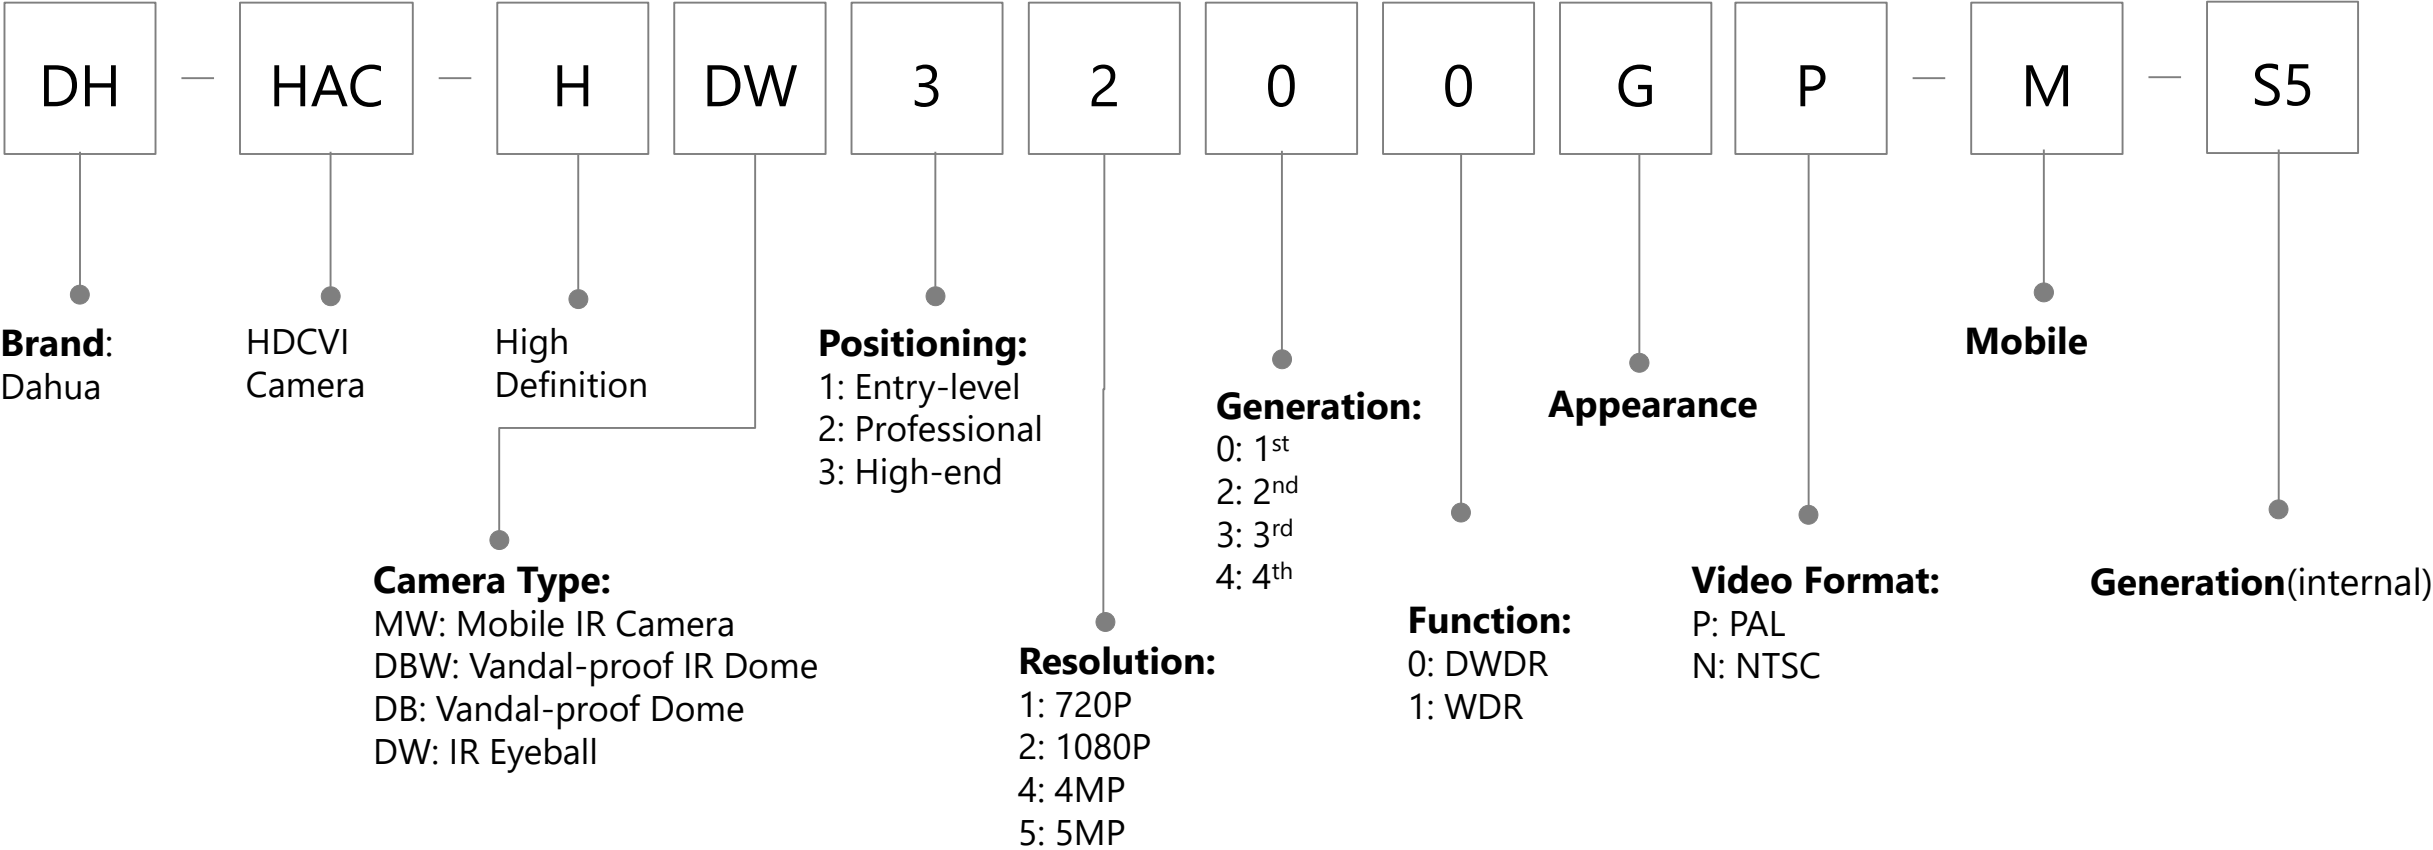 DH — HAC — H DW 3 2 0 0 G P — M — S5
Brand:
Dahua
HDCVI
Camera
High
Definition
Camera Type:
MW: Mobile IR Camera
DBW: Vandal-proof IR Dome
DB: Vandal-proof Dome
DW: IR Eyeball
Positioning:
1: Entry-level
2: Professional
3: High-end
Resolution:
1: 720P
2: 1080P
4: 4MP
5: 5MP
Generation:
0: 1st
2: 2nd
3: 3rd
4: 4th
Function:
0: DWDR
1: WDR
Appearance
Video Format:
P: PAL
N: NTSC
Mobile
Generation(internal)